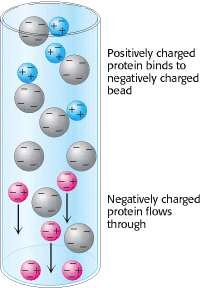 Positively charged
protein binds to
negatively charged
bead
Negatively charged
protein flows
through